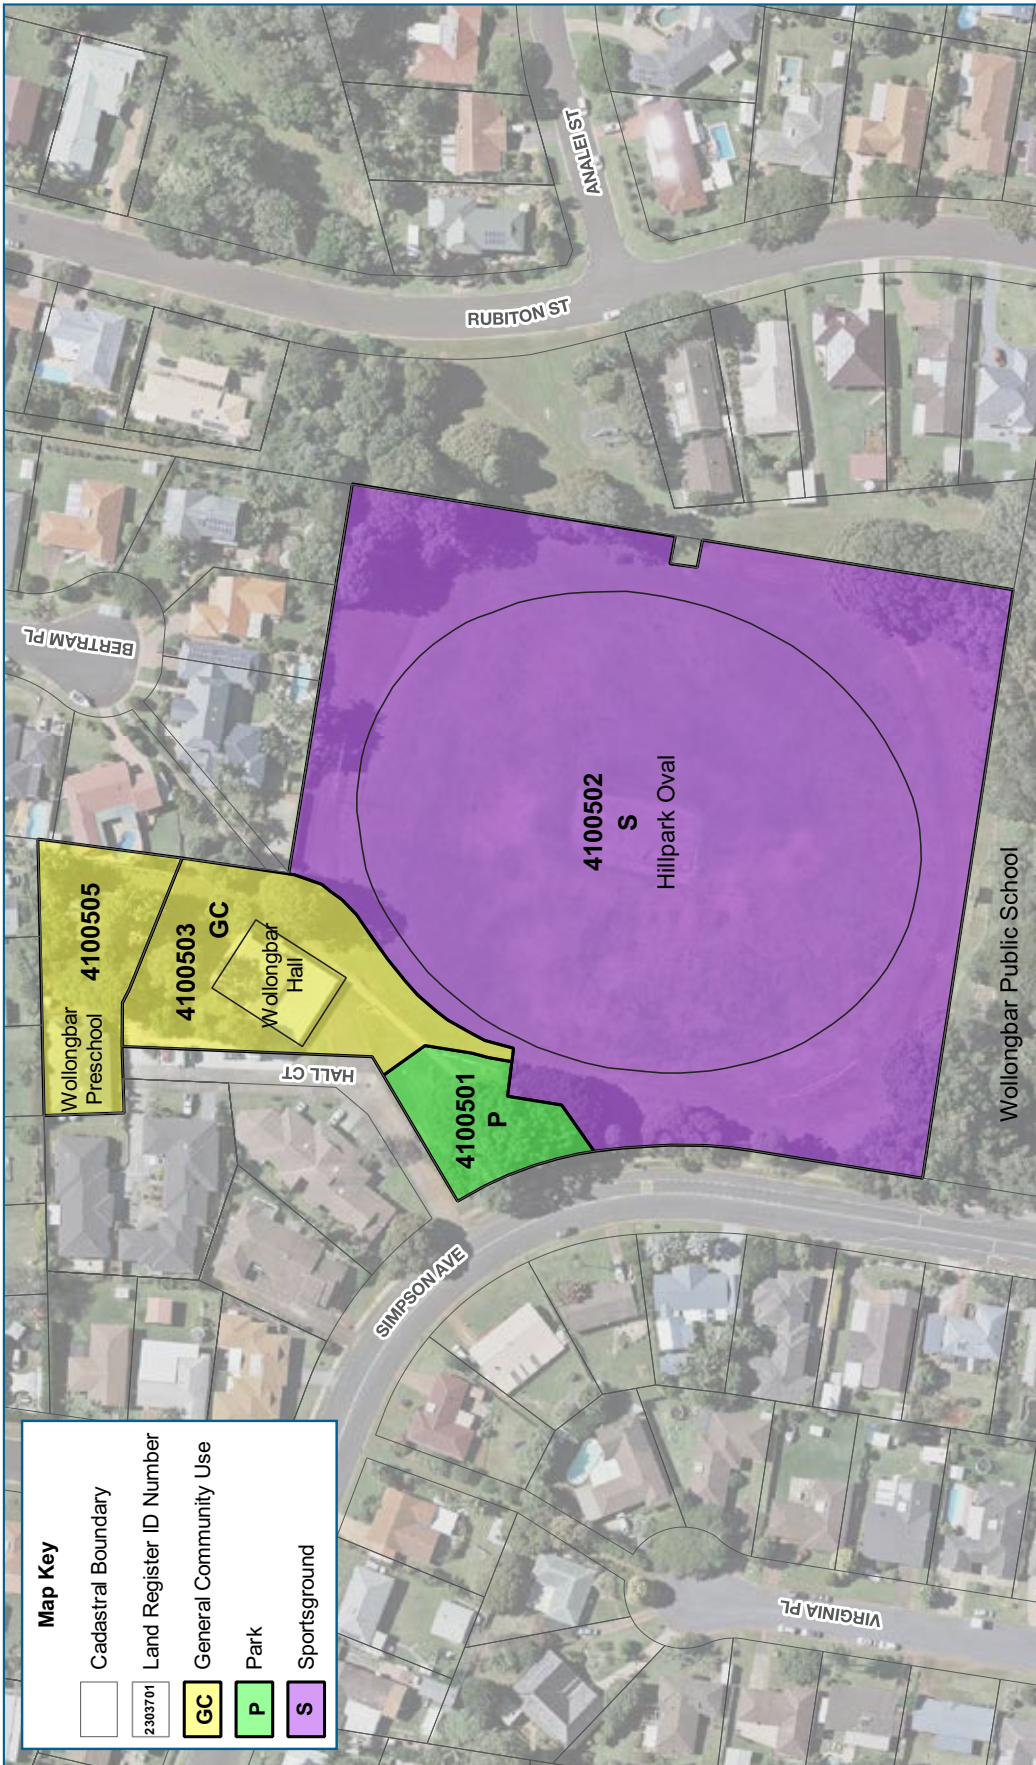 Map Key
Cadastral Boundary
2303701
Land Register ID Number
GC
General Community Use
P
Park
S
Sportsground
Wollongbar
Preschool
4100505
4100503
GC
Wollongbar
Hall
HALL CT
BERTRAM PL
4100501
P
SIMPSON AVE
4100502
S
Hillpark Oval
RUBITON ST
ANALEI ST
VIRGINIA PL
Wollongbar Public School